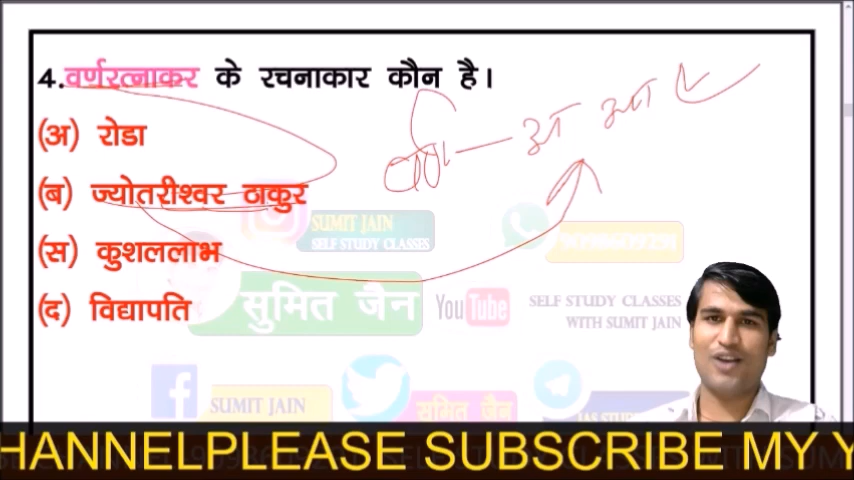 4.वर्णरत्नाकर के रचनाकार कौन है।
(अ) रोडा
(ब) ज्योतरीश्वर ठाकुर
(स) कुशललाभ
(द) विद्यापति
SUMIT JAIN
SELF STUDY CLASSES
सुमित जैन
YouTube
SELF STUDY CLASSES
WITH SUMIT JAIN
SUMIT JAIN
सुमित जैन
HANNELPLEASE SUBSCRIBE MY Y